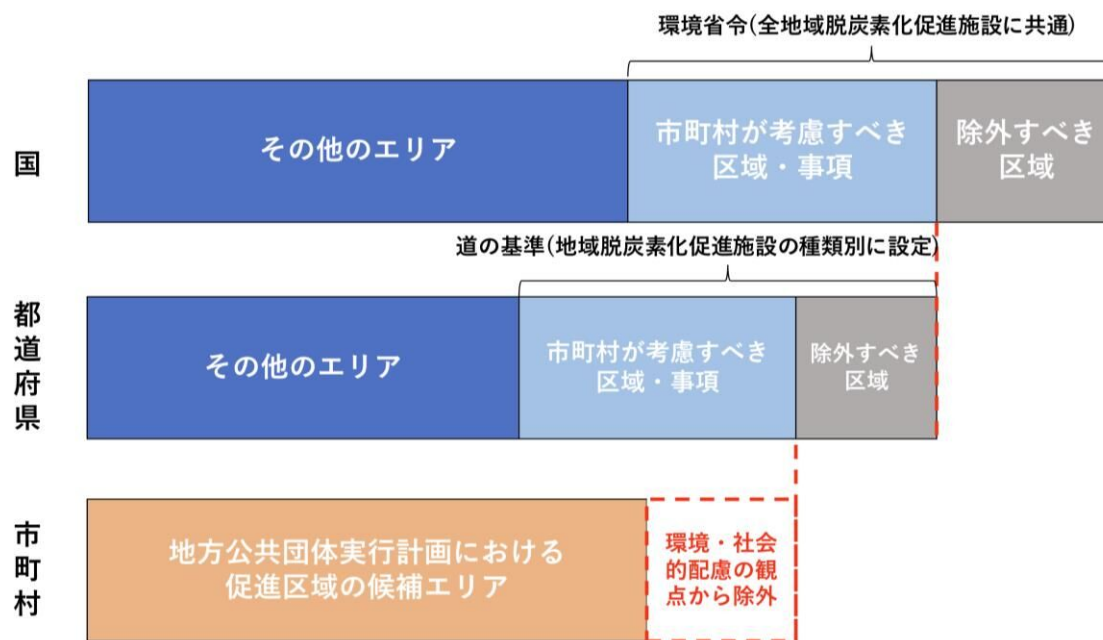 環境省令(全地域脱炭素化促進施設に共通)
国
その他のエリア
市町村が考慮すべき
区域・事項
除外すべき
区域
道の基準(地域脱炭素化促進施設の種類別に設定)
都道府県
その他のエリア
市町村が考慮すべき
区域・事項
除外すべき
区域
市町村
地方公共団体実行計画における
促進区域の候補エリア
環境・社会
的配慮の観
点から除外